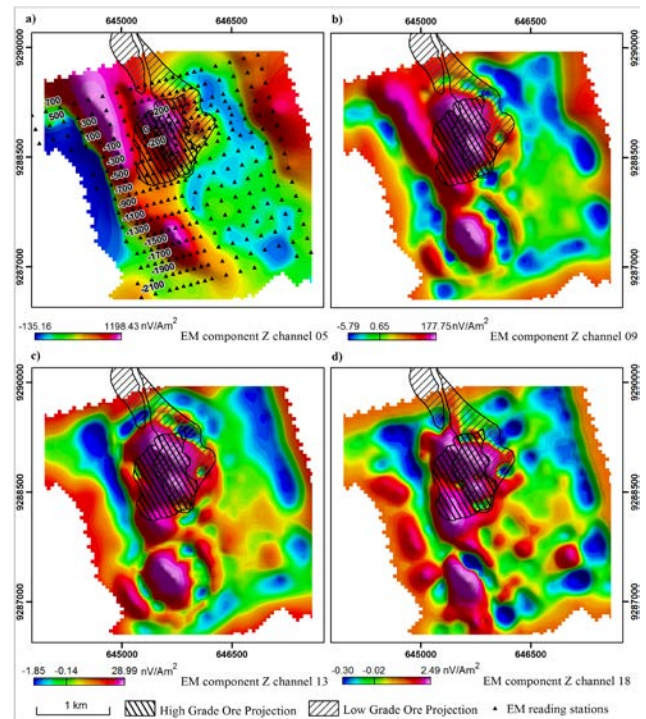 a) 645000 646500 b) 645000 646500
9290000
9288500
9287000
-700
500
300
100
-100
-300
-500
-700
-900
-1100
-1300
-1500
-1700
-1900
-2100
200
0
-200
9290000
9288500
9287000
-135.16 1198.43 nV/Am²
EM component Z channel 05
-5.79 0.65 177.75 nV/Am²
EM component Z channel 09
c) d)
9290000
9288500
9287000
9290000
9288500
9287000
-1.85 -0.14 28.99 nV/Am²
EM component Z channel 13
-0.30 -0.02 2.49 nV/Am²
EM component Z channel 18
645000 646500 645000 646500
1 km High Grade Ore Projection Low Grade Ore Projection EM reading stations